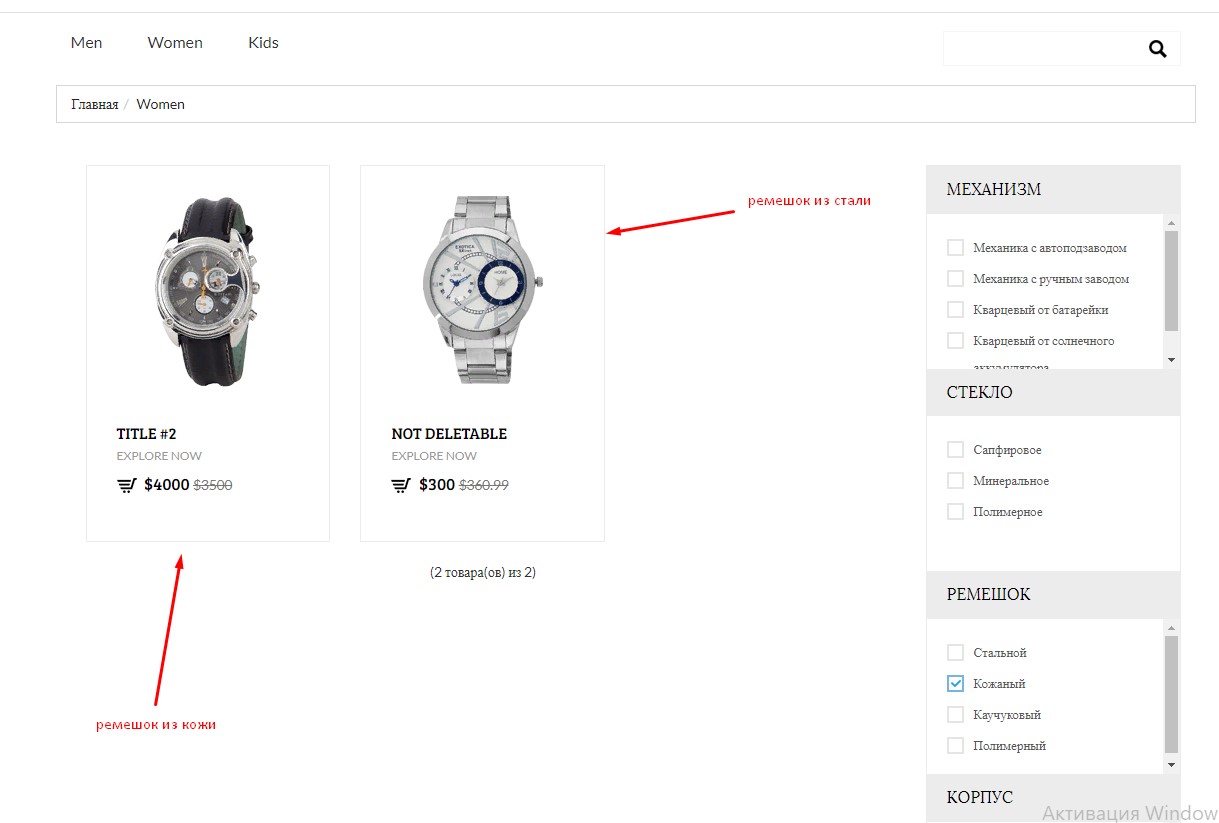 Men Women Kids
Главная / Women
ремешок из стали
TITLE #2
EXPLORE NOW
$4000 $3500
NOT DELETABLE
EXPLORE NOW
$300 $360.99
(2 товара(ов) из 2)
ремешок из кожи
МЕХАНИЗМ
Механика с автоподзаводом
Механика с ручным заводом
Кварцевый от батарейки
Кварцевый от солнечного
аккумулятора
СТЕКЛО
Сапфировое
Минеральное
Полимерное
РЕМЕШОК
Стальной
Кожаный
Каучуковый
Полимерный
КОРПУС
Активация Window